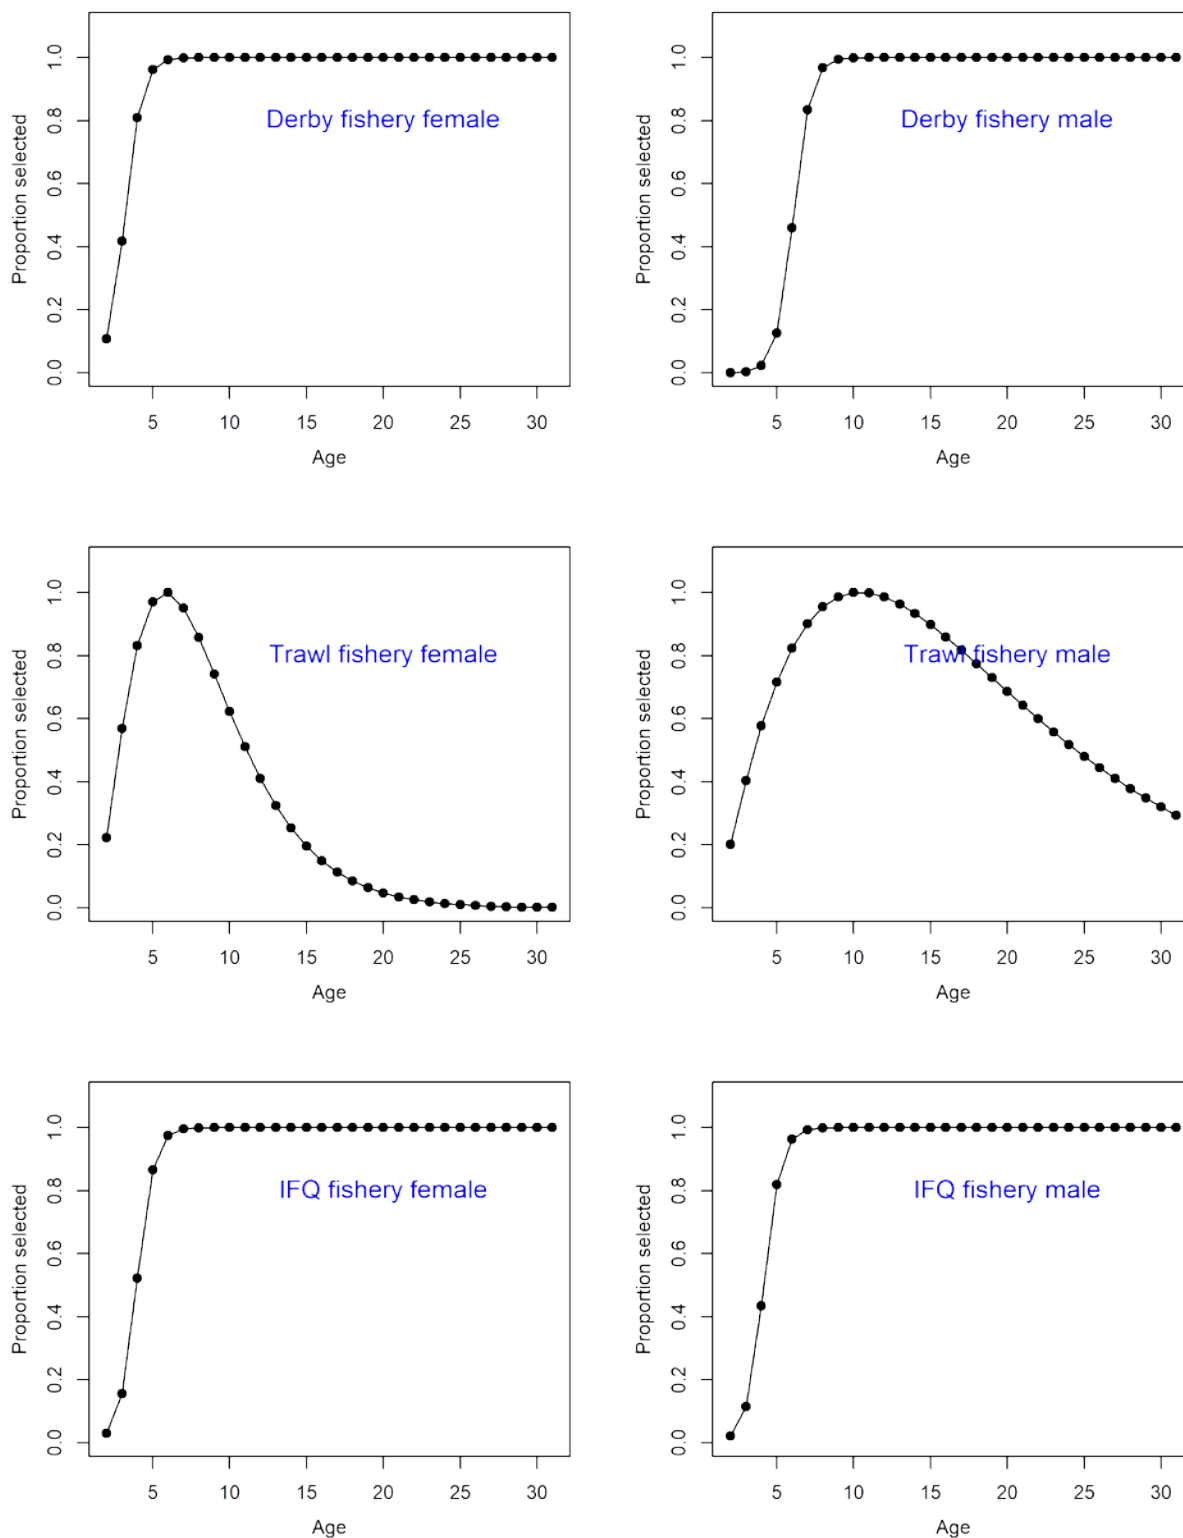 Proportion selected
0.0 0.2 0.4 0.6 0.8 1.0
Derby fishery female
5 10 15 20 25 30
Age
Proportion selected
0.0 0.2 0.4 0.6 0.8 1.0
Derby fishery male
5 10 15 20 25 30
Age
Proportion selected
0.0 0.2 0.4 0.6 0.8 1.0
Trawl fishery female
5 10 15 20 25 30
Age
Proportion selected
0.0 0.2 0.4 0.6 0.8 1.0
Trawl fishery male
5 10 15 20 25 30
Age
Proportion selected
0.0 0.2 0.4 0.6 0.8 1.0
IFQ fishery female
5 10 15 20 25 30
Age
Proportion selected
0.0 0.2 0.4 0.6 0.8 1.0
IFQ fishery male
5 10 15 20 25 30
Age